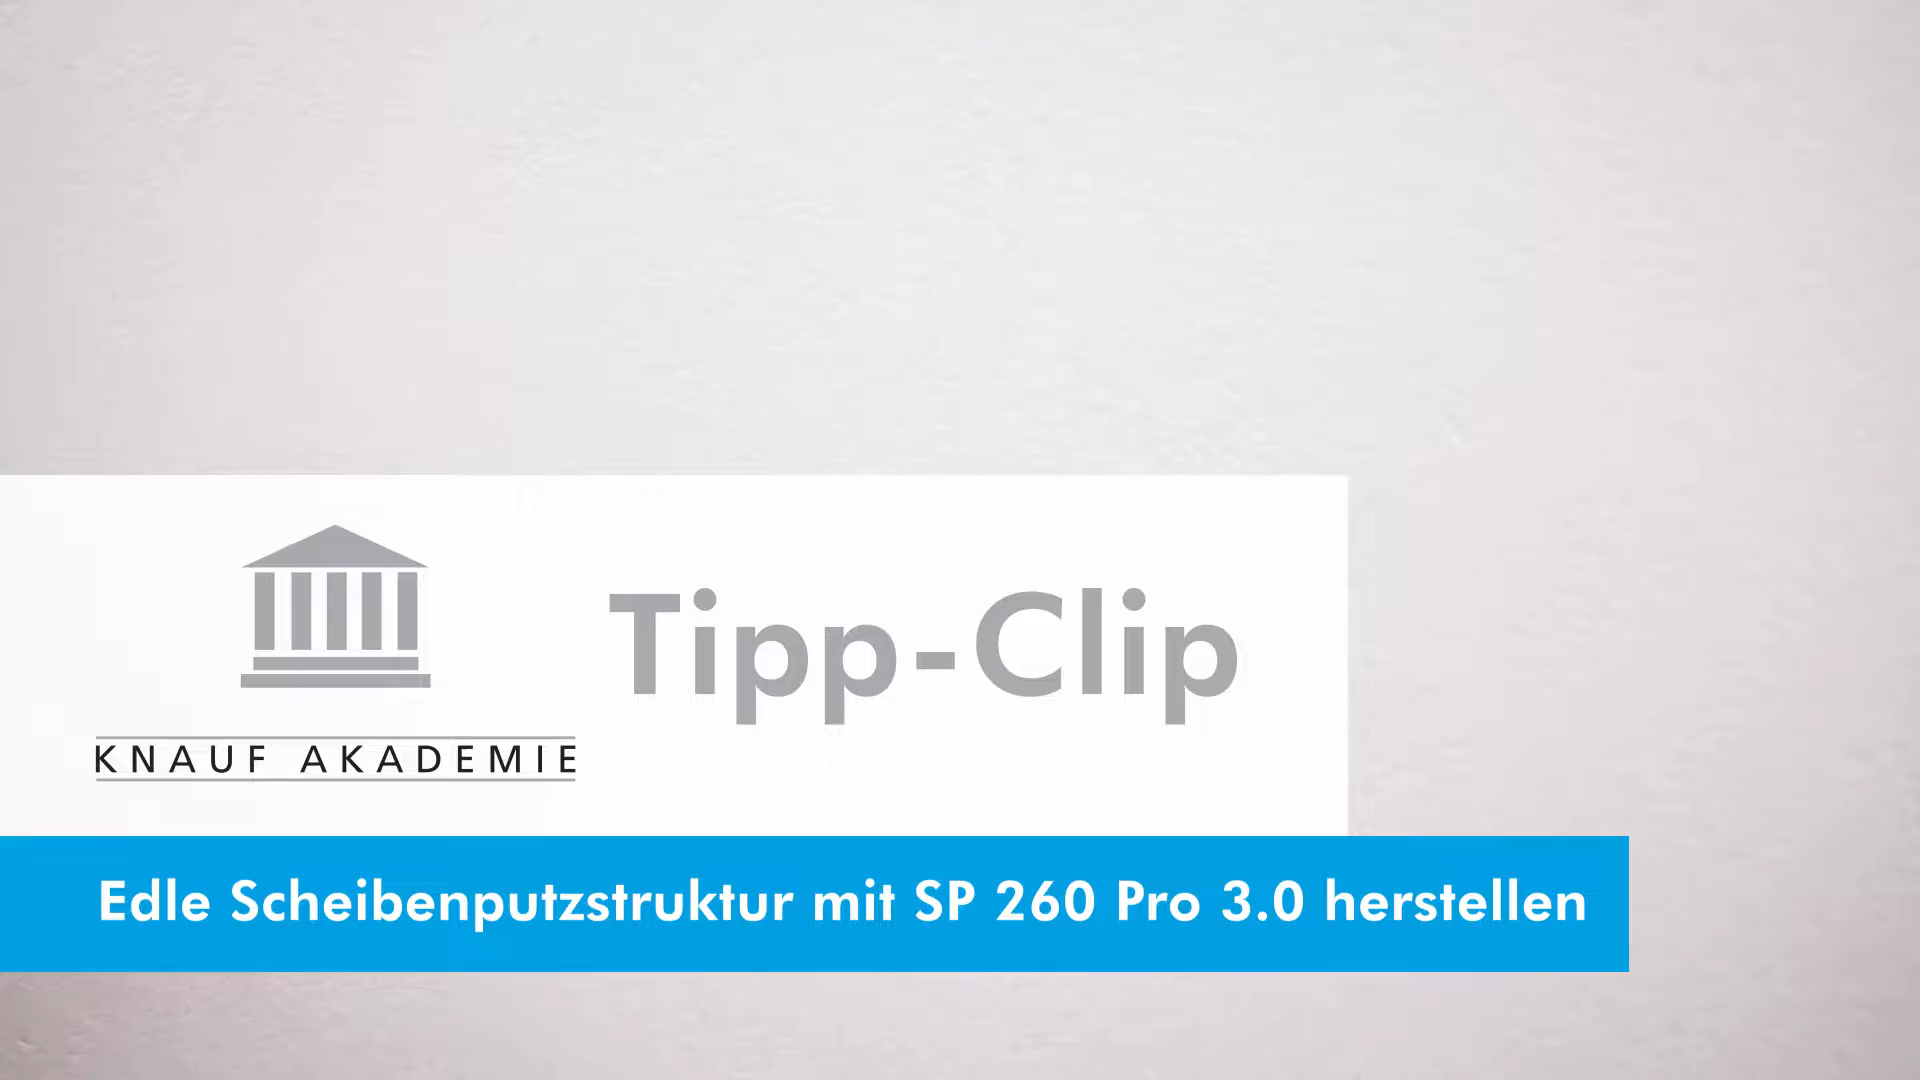 Tipp-Clip
KNAUF AKADEMIE
Edle Scheibenputzstruktur mit SP 260 Pro 3.0 herstellen